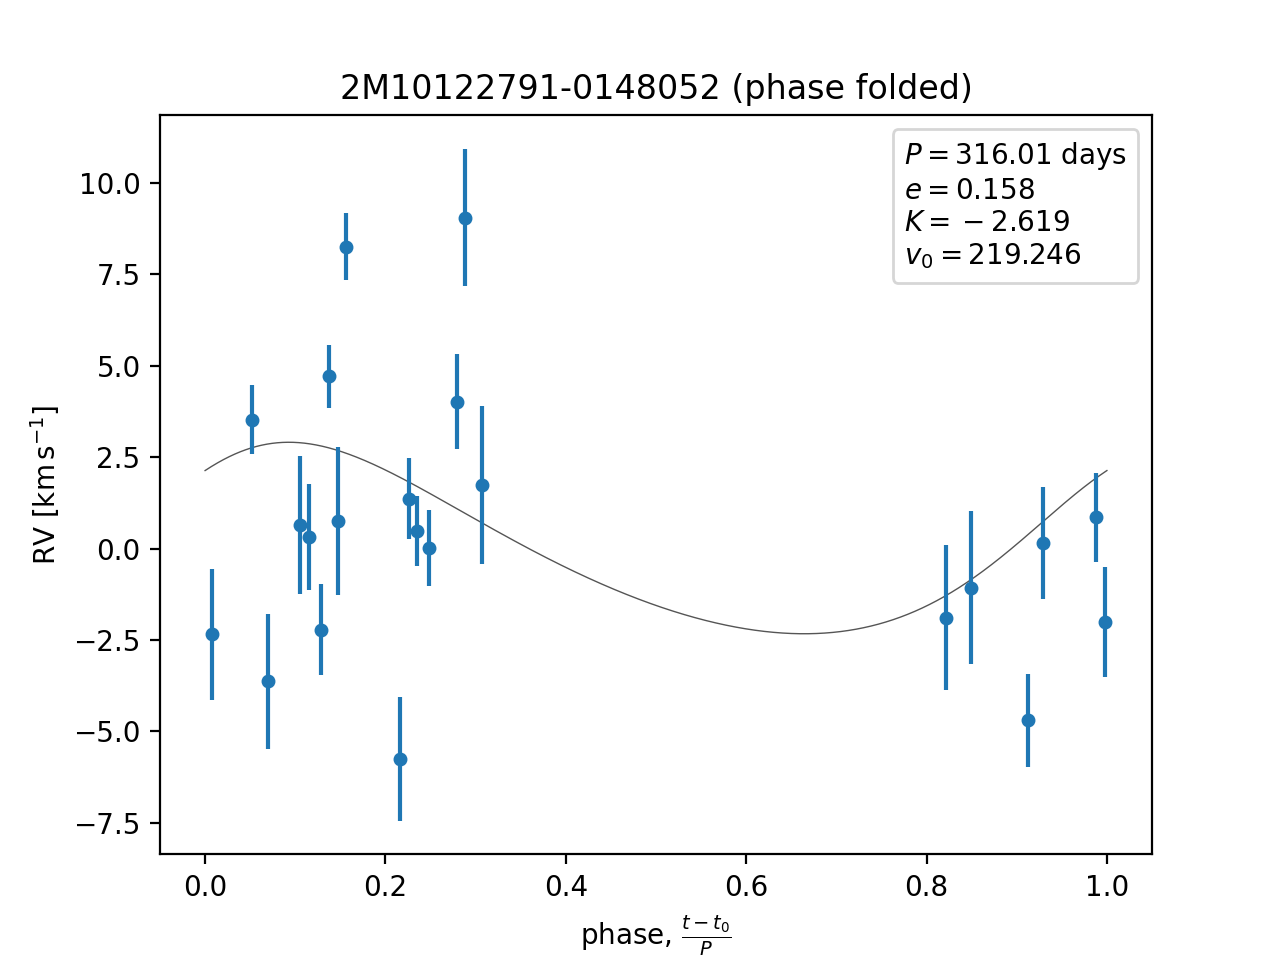 2M10122791-0148052 (phase folded)
P = 316.01 days
e = 0.158
K = −2.619
v₀ = 219.246
10.0
7.5
5.0
2.5
0.0
−2.5
−5.0
−7.5
RV [km s⁻¹]
0.0 0.2 0.4 0.6 0.8 1.0
phase, (t − t₀)/P